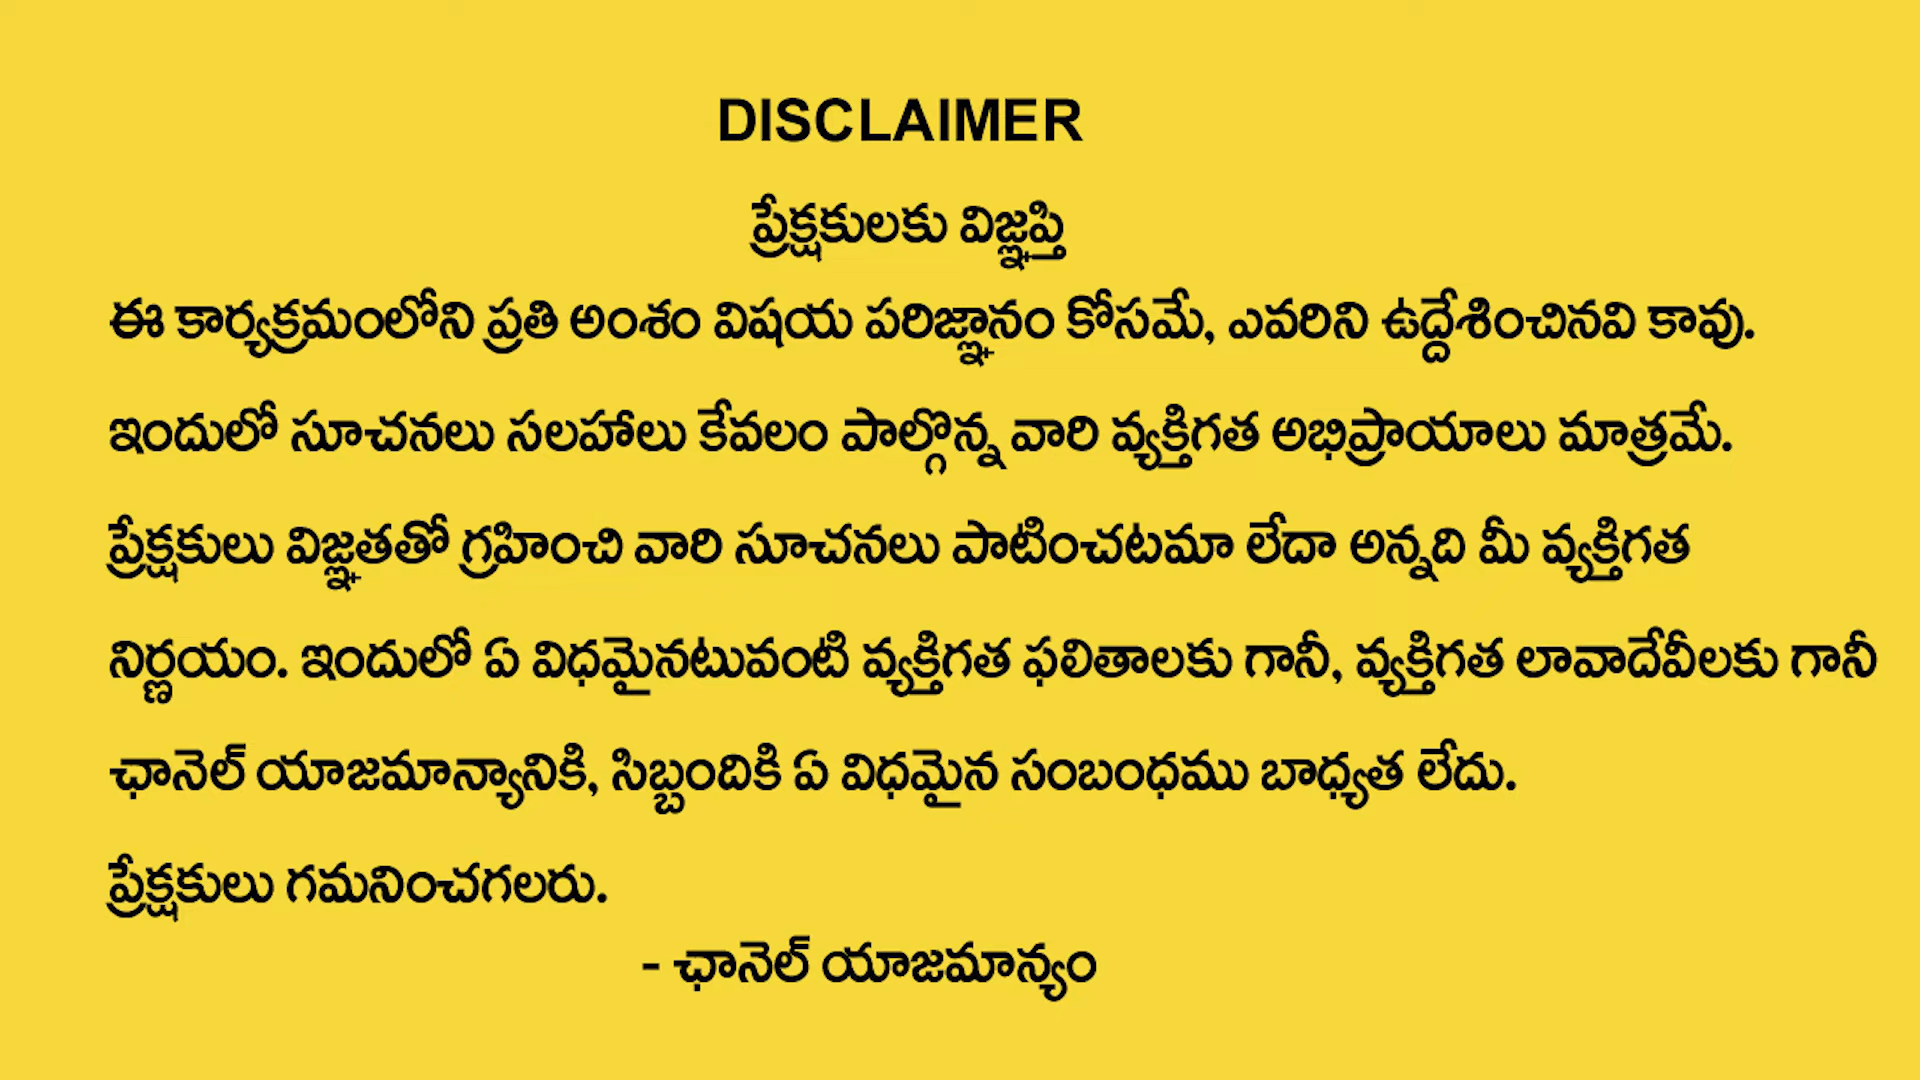 DISCLAIMER
ప్రేక్షకులకు విజ్ఞప్తి
ఈ కార్యక్రమంలోని ప్రతి అంశం విషయ పరిజ్ఞానం కోసమే, ఎవరిని ఉద్దేశించినవి కావు.
ఇందులో సూచనలు సలహాలు కేవలం పాల్గొన్న వారి వ్యక్తిగత అభిప్రాయాలు మాత్రమే.
ప్రేక్షకులు విజ్ఞతతో గ్రహించి వారి సూచనలు పాటించటమా లేదా అన్నది మీ వ్యక్తిగత
నిర్ణయం. ఇందులో ఏ విధమైనటువంటి వ్యక్తిగత ఫలితాలకు గానీ, వ్యక్తిగత లావాదేవీలకు గానీ
ఛానెల్ యాజమాన్యానికి, సిబ్బందికి ఏ విధమైన సంబంధము బాధ్యత లేదు.
ప్రేక్షకులు గమనించగలరు.
- ఛానెల్ యాజమాన్యం